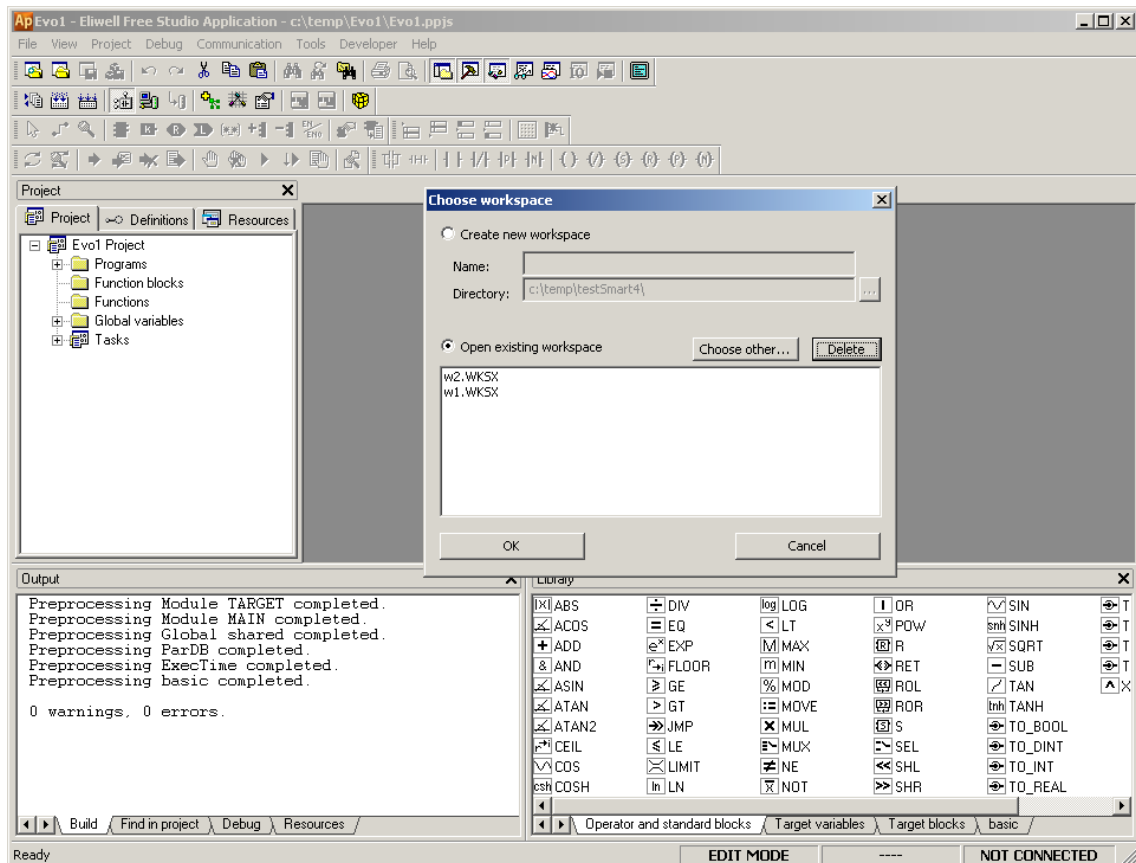 Evo1 - Eliwell Free Studio Application - c:\temp\Evo1\Evo1.ppjs
File View Project Debug Communication Tools Developer Help
Project
Project Definitions Resources
Evo1 Project
Programs
Function blocks
Functions
Global variables
Tasks
Choose workspace
Create new workspace
Name:
Directory: c:\temp\testSmart4\ ...
Open existing workspace Choose other... Delete
w2.WKSX
w1.WKSX
OK Cancel
Output
Preprocessing Module TARGET completed.
Preprocessing Module MAIN completed.
Preprocessing Global shared completed.
Preprocessing ParDB completed.
Preprocessing ExecTime completed.
Preprocessing basic completed.
0 warnings, 0 errors.
Build Find in project Debug Resources
Library
ABS DIV LOG OR SIN T
ACOS EQ LT POW SINH T
ADD EXP MAX R SQRT T
AND FLOOR MIN RET SUB T
ASIN GE MOD ROL TAN X
ATAN GT MOVE ROR TANH
ATAN2 JMP MUL S TO_BOOL
CEIL LE MUX SEL TO_DINT
COS LIMIT NE SHL TO_INT
COSH LN NOT SHR TO_REAL
Operator and standard blocks Target variables Target blocks basic
Ready EDIT MODE ---- NOT CONNECTED